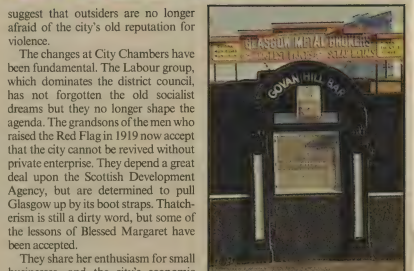 suggest that outsiders are no longer
afraid of the city's old reputation for
violence.
The changes at City Chambers have
been fundamental. The Labour group,
which dominates the district council,
has not forgotten the old socialist
dreams but they no longer shape the
agenda. The grandsons of the men who
raised the Red Flag in 1919 now accept
that the city cannot be revived without
private enterprise. They depend a great
deal upon the Scottish Development
Agency, but are determined to pull
Glasgow up by its boot straps. Thatch-
erism is still a dirty word, but some of
the lessons of Blessed Margaret have
been accepted.
They share her enthusiasm for small
and the city's economic
GLASGOW METAL BROKERS
GOVAN HILL BAR